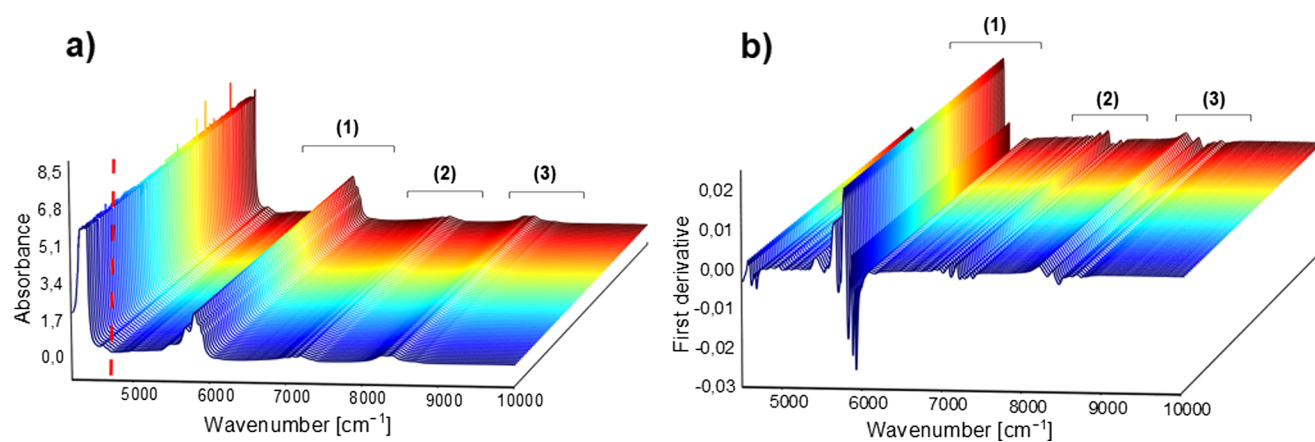 a)
(1)
(2)
(3)
8,5
6.8
5.1
3.4
1.7
0,0
Absorbance
5000 6000 7000 8000 9000 10000
Wavenumber [cm⁻¹]
b)
(1)
(2)
(3)
0,02
0,01
0,00
-0,01
-0,02
-0,03
First derivative
5000 6000 7000 8000 9000 10000
Wavenumber [cm⁻¹]